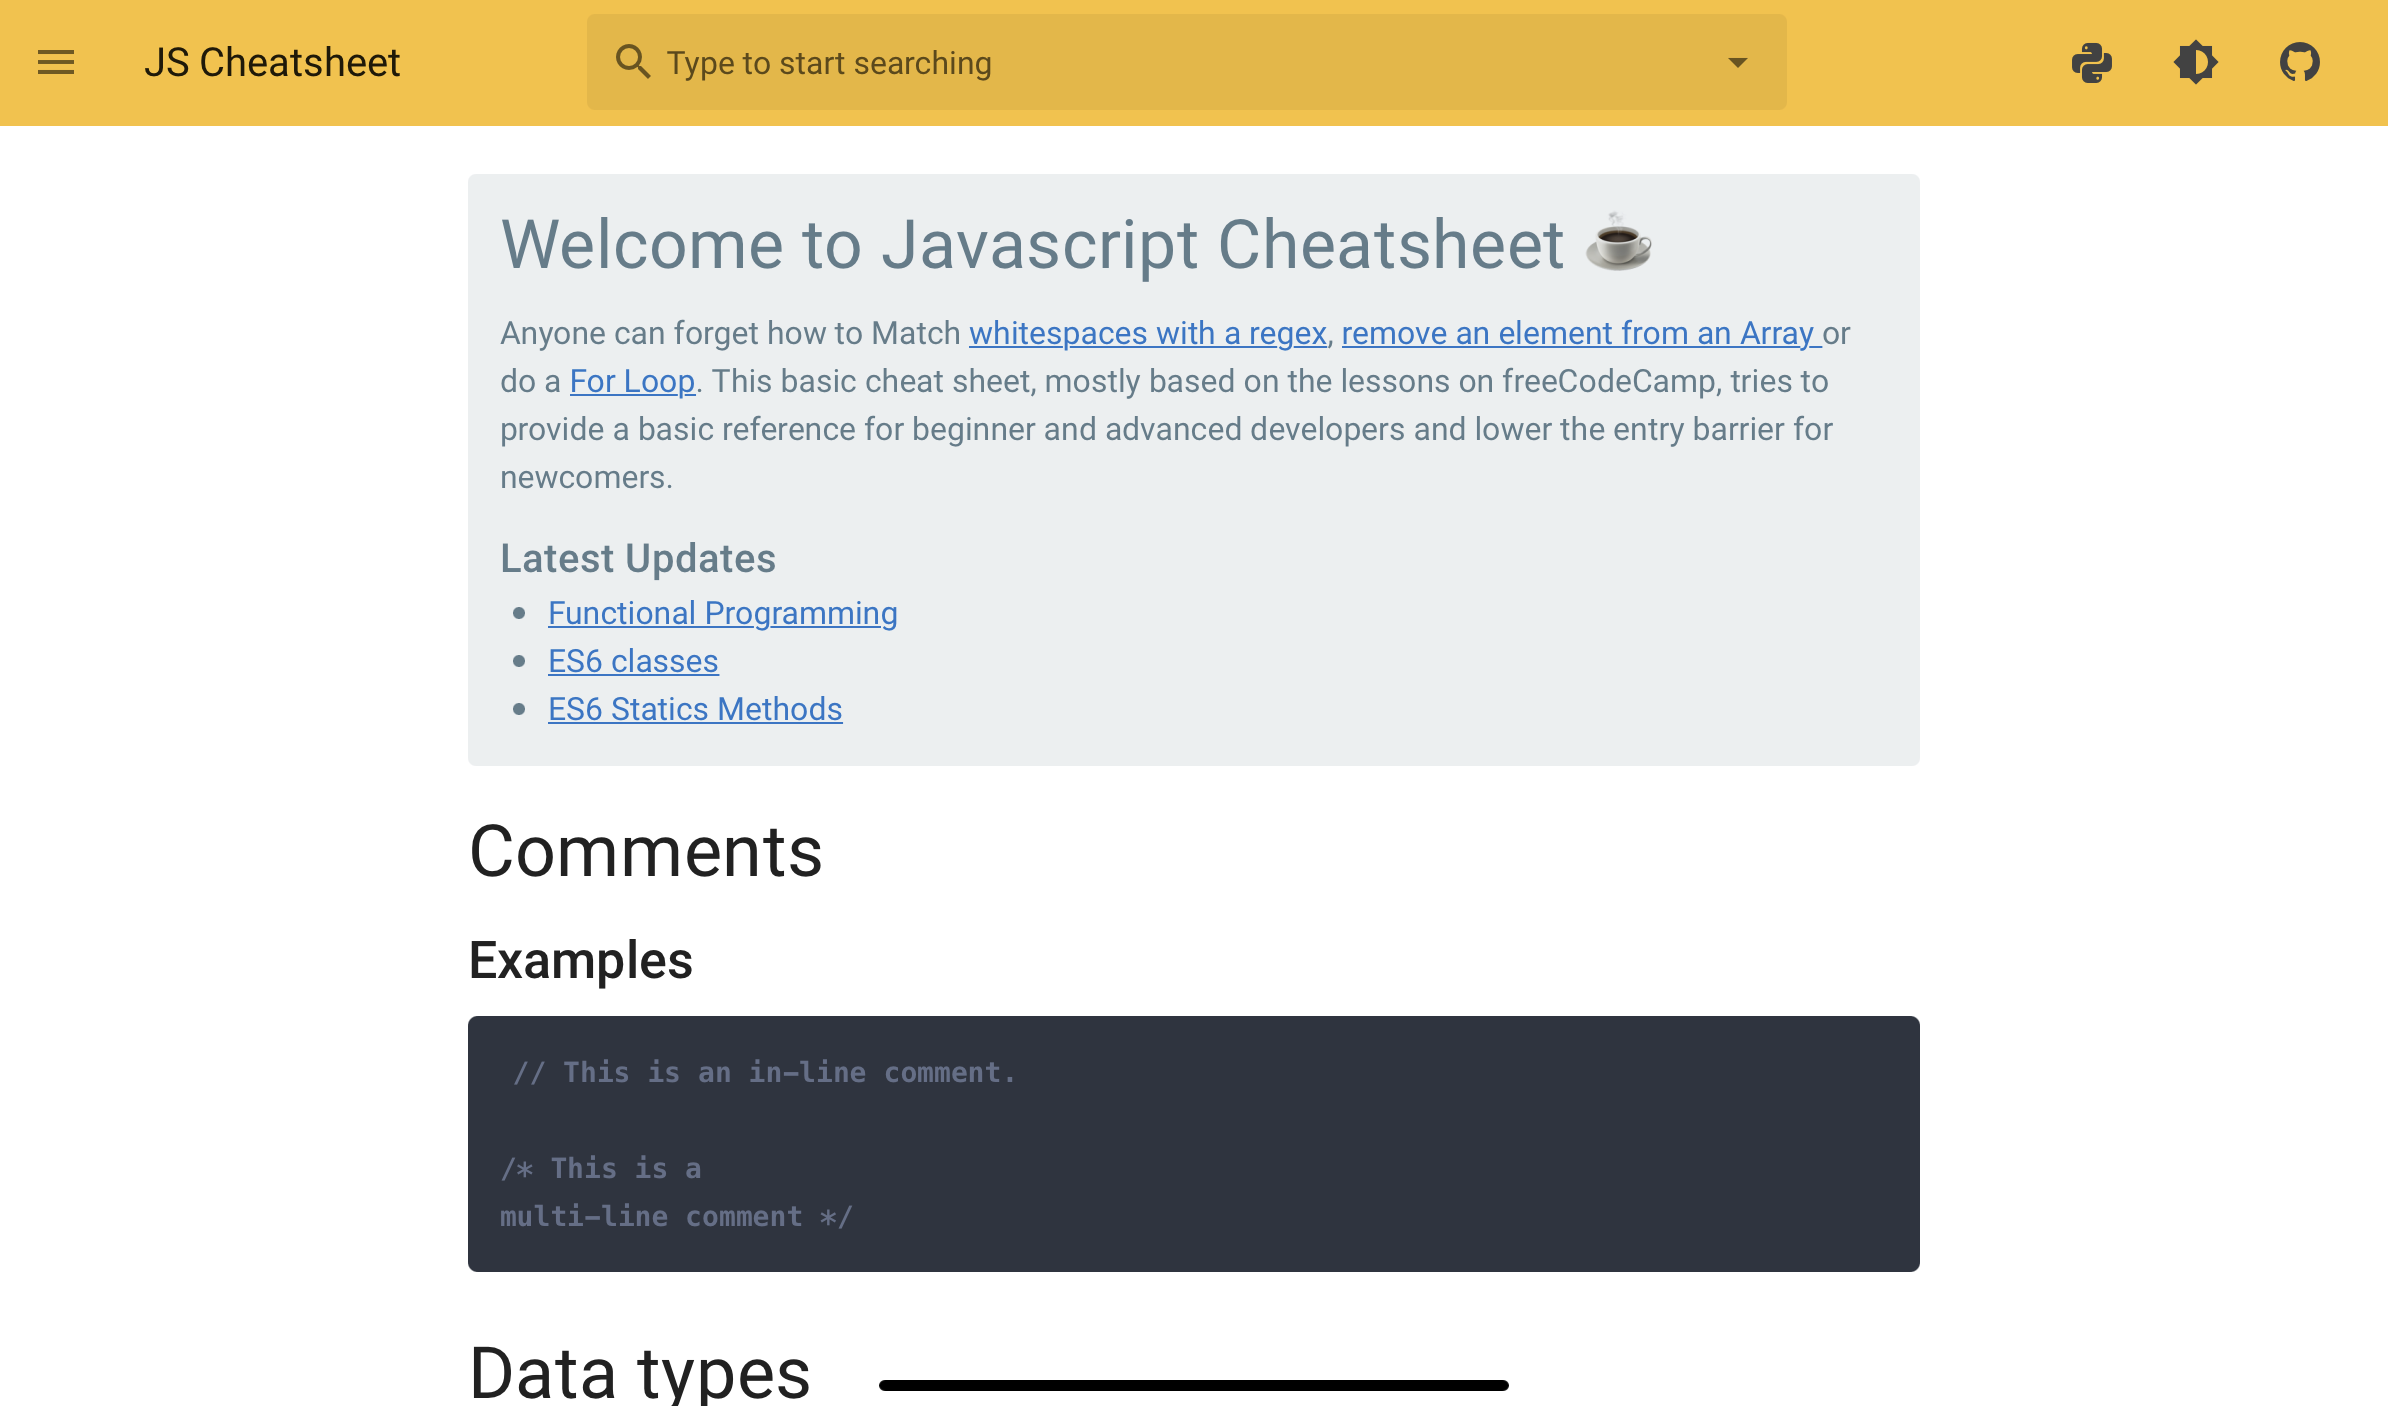 JS Cheatsheet
Type to start searching
Welcome to Javascript Cheatsheet ☕
Anyone can forget how to Match whitespaces with a regex, remove an element from an Array or
do a For Loop. This basic cheat sheet, mostly based on the lessons on freeCodeCamp, tries to
provide a basic reference for beginner and advanced developers and lower the entry barrier for
newcomers.
Latest Updates
• Functional Programming
• ES6 classes
• ES6 Statics Methods
Comments
Examples
// This is an in-line comment.
/* This is a
multi-line comment */
Data types